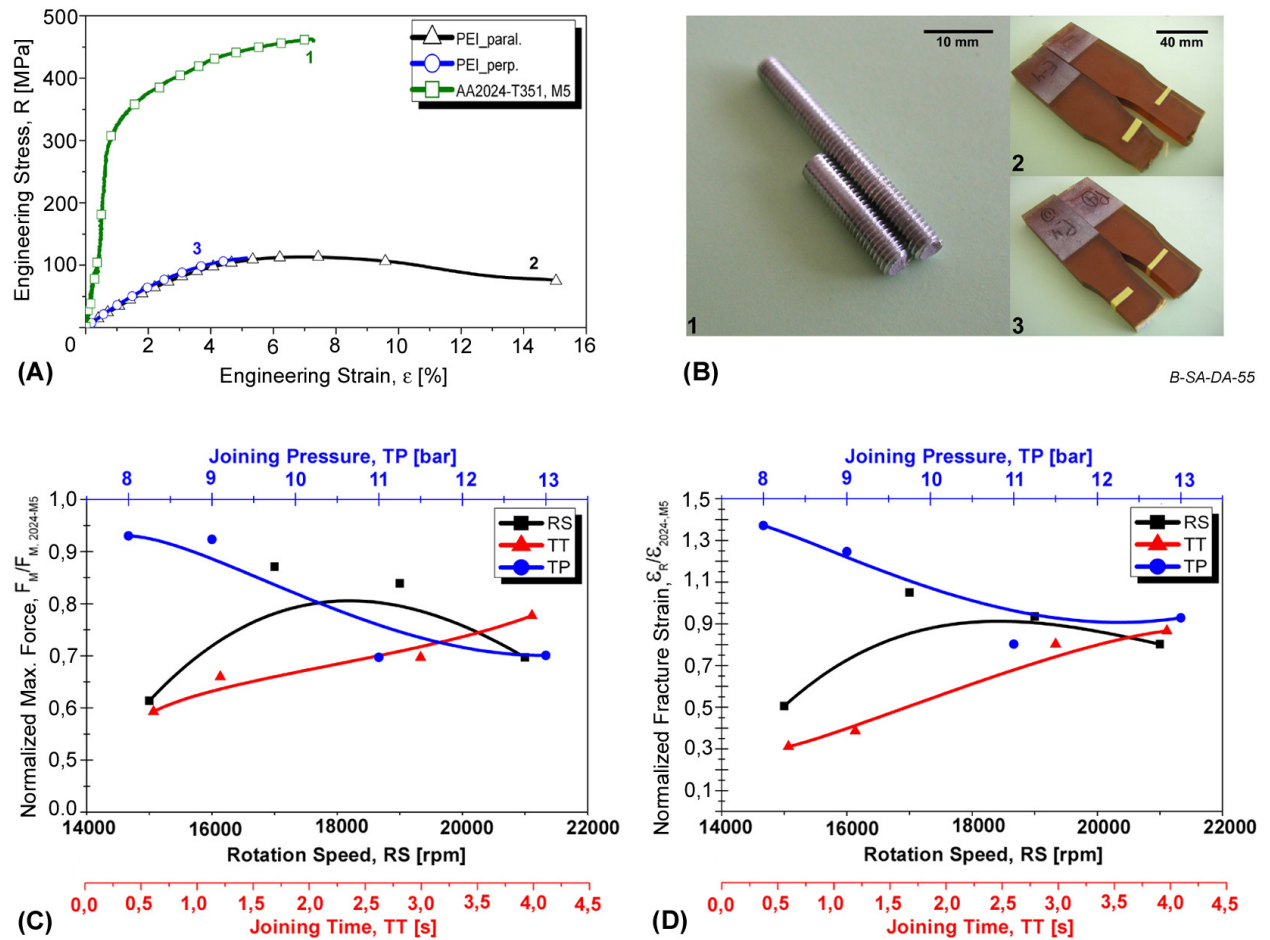 500
400
300
200
100
Engineering Stress, R [MPa]
0 2 4 6 8 10 12 14 16
Engineering Strain, ε [%]
PEI_paral.
PEI_perp.
AA2024-T351, M5
1
2
3
(A)
10 mm
1
40 mm
2
3
(B)
B-SA-DA-55
Joining Pressure, TP [bar]
8 9 10 11 12 13
1,0
0,9
0,8
0,7
0,6
0,5
0.0
Normalized Max. Force, F_M/F_M, 2024-M5
RS
TT
TP
14000 16000 18000 20000 22000
Rotation Speed, RS [rpm]
0,0 0,5 1,0 1,5 2,0 2,5 3,0 3,5 4,0 4,5
Joining Time, TT [s]
(C)
Joining Pressure, TP [bar]
8 9 10 11 12 13
1,5
1,3
1,1
0,9
0,7
0,5
0,3
0,1
Normalized Fracture Strain, ε_R/ε_2024-,M5
RS
TT
TP
14000 16000 18000 20000 22000
Rotation Speed, RS [rpm]
0,0 0,5 1,0 1,5 2,0 2,5 3,0 3,5 4,0 4,5
Joining Time, TT [s]
(D)